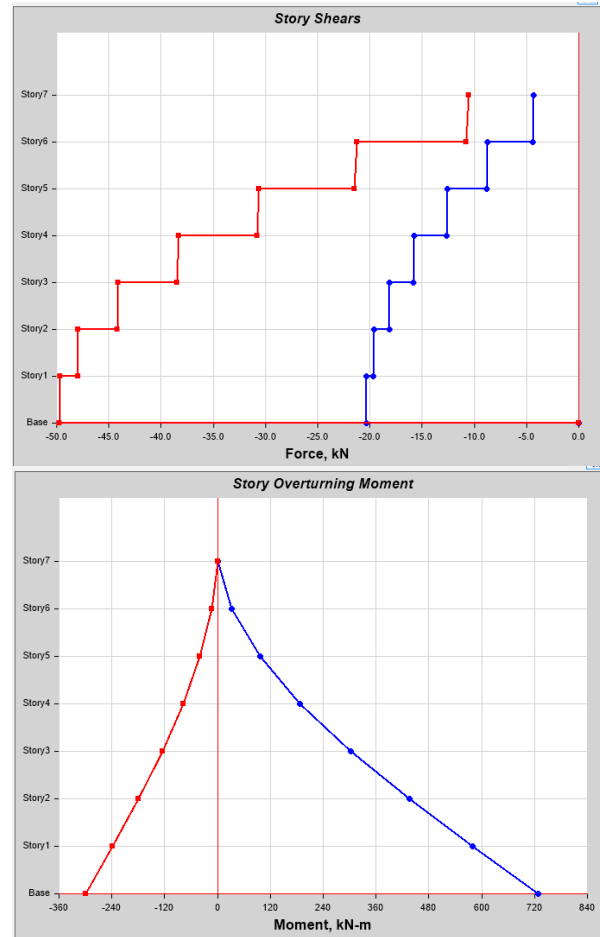 Story Shears
Story7
Story6
Story5
Story4
Story3
Story2
Story1
Base
-50.0 -45.0 -40.0 -35.0 -30.0 -25.0 -20.0 -15.0 -10.0 -5.0 0.0
Force, kN
Story Overturning Moment
Story7
Story6
Story5
Story4
Story3
Story2
Story1
Base
-360 -240 -120 0 120 240 360 480 600 720 840
Moment, kN-m